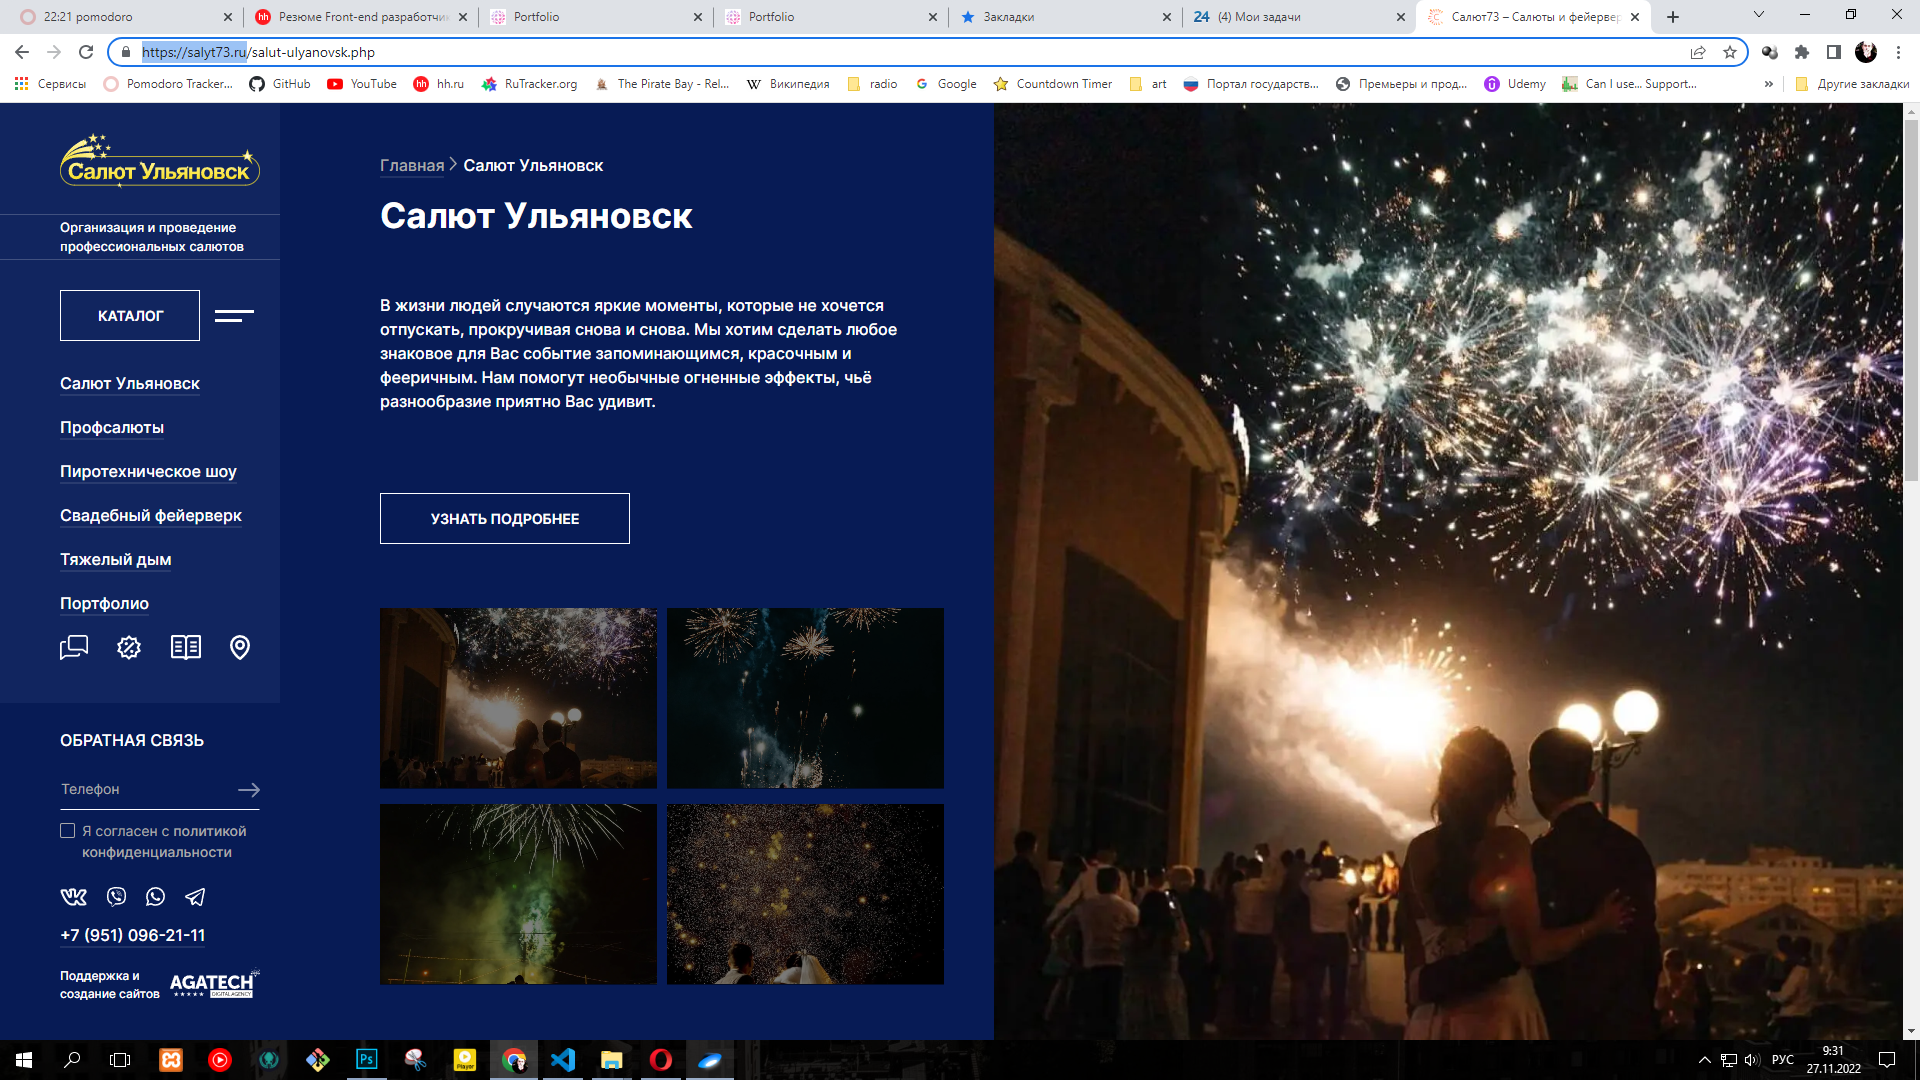 22:21 pomodoro
Резюме Front-end разработчи
Portfolio
Portfolio
Закладки
24 (4) Мои задачи
Салют73 – Салюты и фейервер
https://salyt73.ru/salut-ulyanovsk.php
Сервисы
Pomodoro Tracker...
GitHub
YouTube
hh hh.ru
RuTracker.org
The Pirate Bay - Rel...
W Википедия
radio
Google
Countdown Timer
art
Портал государств...
Премьеры и прод...
Udemy
Can I use... Support...
»
Другие закладки
Салют Ульяновск
Организация и проведение
профессиональных салютов
КАТАЛОГ
Салют Ульяновск
Профсалюты
Пиротехническое шоу
Свадебный фейерверк
Тяжелый дым
Портфолио
ОБРАТНАЯ СВЯЗЬ
Телефон
Я согласен с политикой
конфиденциальности
+7 (951) 096-21-11
Поддержка и
создание сайтов
AGATECH
DIGITAL AGENCY
Главная > Салют Ульяновск
Салют Ульяновск
В жизни людей случаются яркие моменты, которые не хочется
отпускать, прокручивая снова и снова. Мы хотим сделать любое
знаковое для Вас событие запоминающимся, красочным и
фееричным. Нам помогут необычные огненные эффекты, чьё
разнообразие приятно Вас удивит.
УЗНАТЬ ПОДРОБНЕЕ
Ps
Player
РУС
9:31
27.11.2022